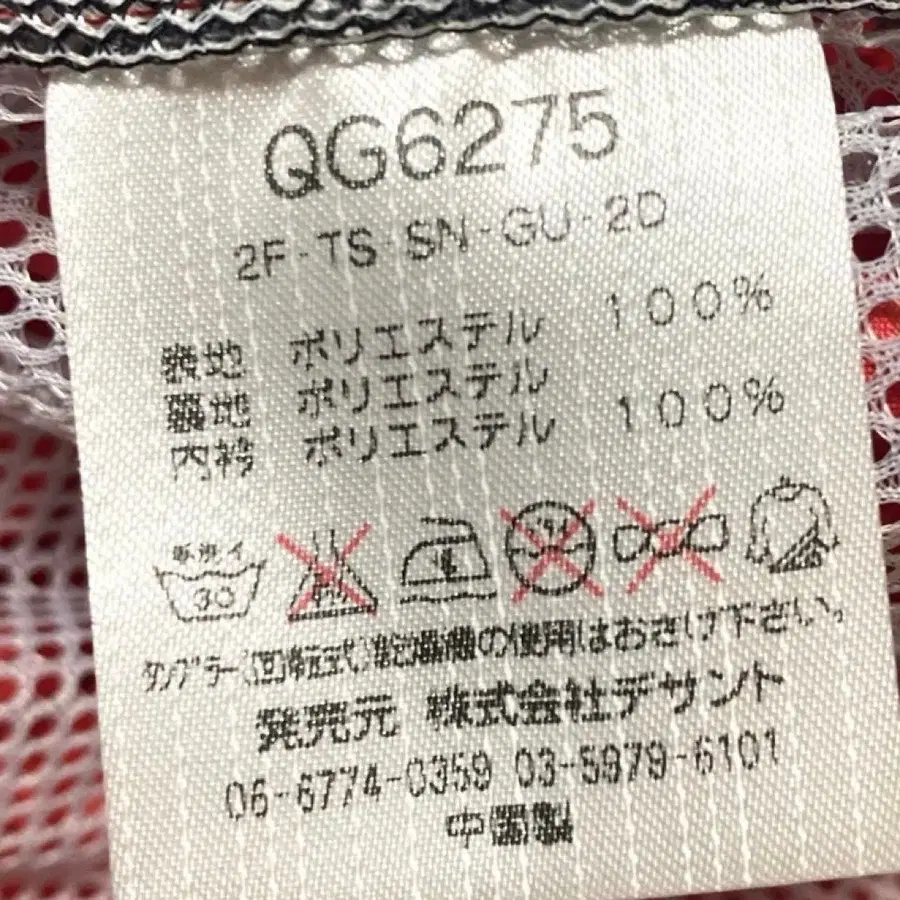 QG6275
2F-TS-SN-GU-2D
表地 ポリエステル 100%
裏地 ポリエステル
内衿 ポリエステル 100%
手洗イ
30
タンブラー(回転式)乾燥機の使用はおさけ下さい。
発売元 株式会社デサント
06-6774-0359 03-5979-6101
中国製